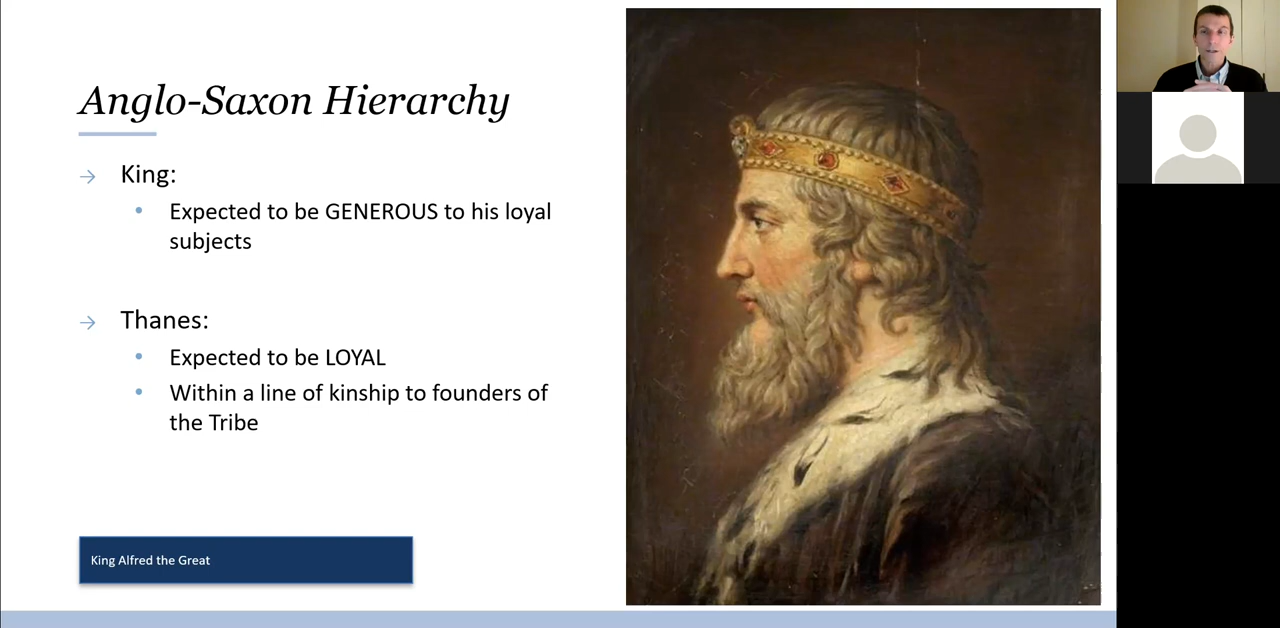 Anglo-Saxon Hierarchy
King:
Expected to be GENEROUS to his loyal
subjects
Thanes:
Expected to be LOYAL
Within a line of kinship to founders of
the Tribe
King Alfred the Great